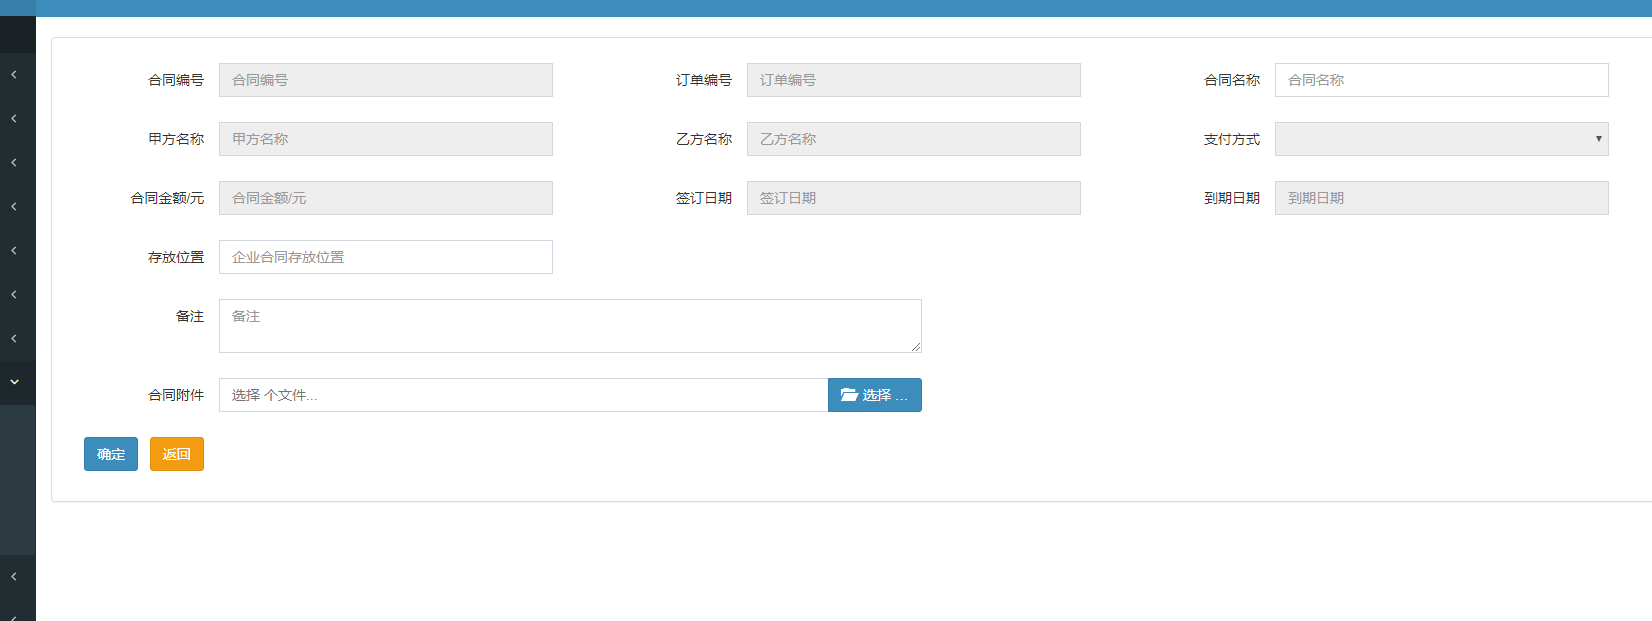 合同编号 合同编号 订单编号 订单编号 合同名称 合同名称
甲方名称 甲方名称 乙方名称 乙方名称 支付方式
合同金额/元 合同金额/元 签订日期 签订日期 到期日期 到期日期
存放位置 企业合同存放位置
备注 备注
合同附件 选择 个文件... 选择 ...
确定 返回